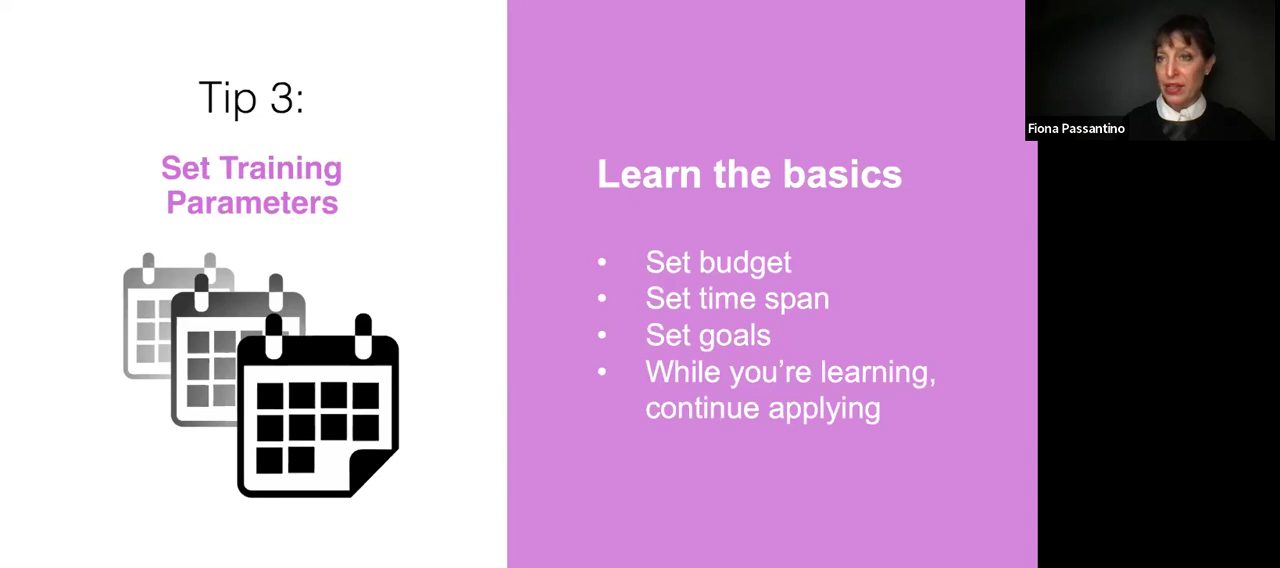 Tip 3:
Set Training
Parameters
Learn the basics
• Set budget
• Set time span
• Set goals
• While you’re learning,
continue applying
Fiona Passantino